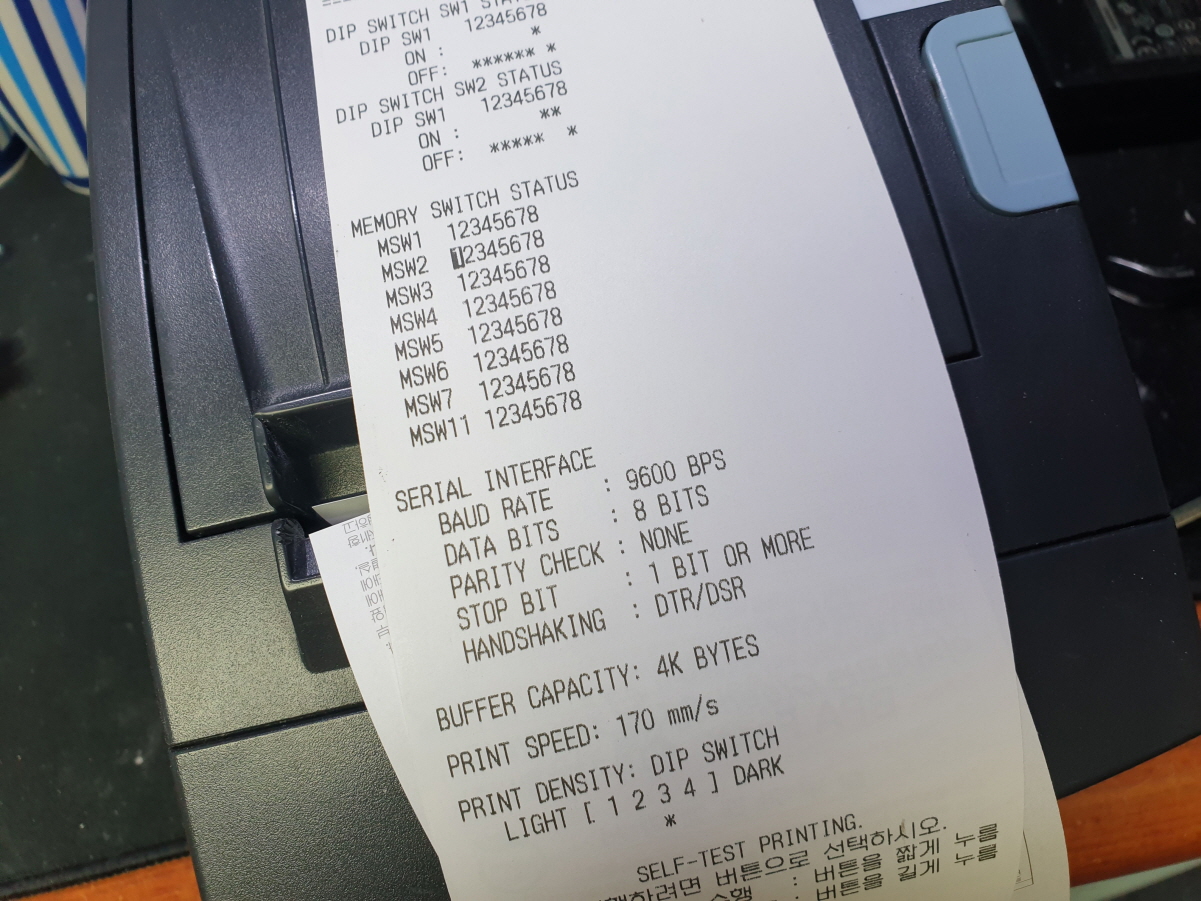 DIP SWITCH SW1
DIP SW1 12345678
ON : *
OFF: ****** *
DIP SWITCH SW2 STATUS
DIP SW1 12345678
ON : **
OFF: ***** *
MEMORY SWITCH STATUS
MSW1 12345678
MSW2 12345678
MSW3 12345678
MSW4 12345678
MSW5 12345678
MSW6 12345678
MSW7 12345678
MSW11 12345678
SERIAL INTERFACE
BAUD RATE : 9600 BPS
DATA BITS : 8 BITS
PARITY CHECK : NONE
STOP BIT : 1 BIT OR MORE
HANDSHAKING : DTR/DSR
BUFFER CAPACITY: 4K BYTES
PRINT SPEED: 170 mm/s
PRINT DENSITY: DIP SWITCH
LIGHT [ 1 2 3 4 ] DARK
*
SELF-TEST PRINTING.
버튼으로 선택하시오.
: 버튼을 짧게 누름
: 버튼을 길게 누름